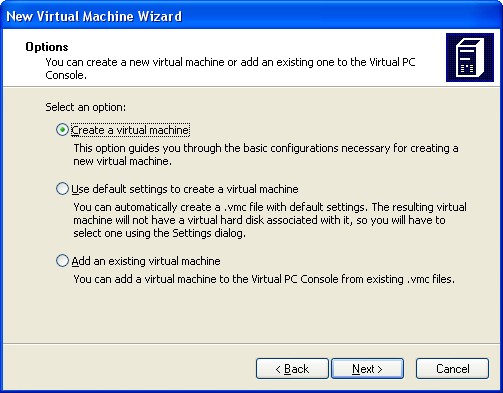 New Virtual Machine Wizard
Options
You can create a new virtual machine or add an existing one to the Virtual PC
Console.
Select an option:
Create a virtual machine
This option guides you through the basic configurations necessary for creating a
new virtual machine.
Use default settings to create a virtual machine
You can automatically create a .vmc file with default settings. The resulting virtual
machine will not have a virtual hard disk associated with it, so you will have to
select one using the Settings dialog.
Add an existing virtual machine
You can add a virtual machine to the Virtual PC Console from existing .vmc files.
< Back Next > Cancel